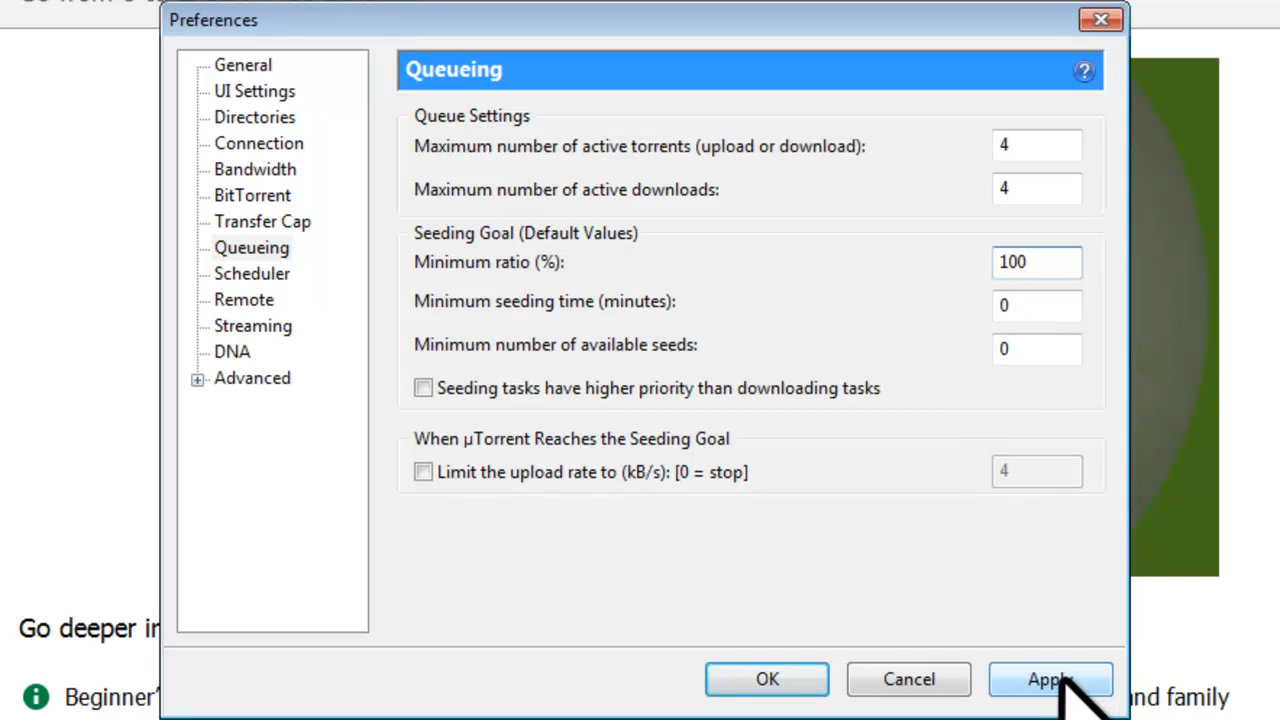 Preferences
General
UI Settings
Directories
Connection
Bandwidth
BitTorrent
Transfer Cap
Queueing
Scheduler
Remote
Streaming
DNA
Advanced
Queueing
Queue Settings
Maximum number of active torrents (upload or download): 4
Maximum number of active downloads: 4
Seeding Goal (Default Values)
Minimum ratio (%): 100
Minimum seeding time (minutes): 0
Minimum number of available seeds: 0
Seeding tasks have higher priority than downloading tasks
When µTorrent Reaches the Seeding Goal
Limit the upload rate to (kB/s): [0 = stop] 4
OK Cancel Apply
Go deeper in
Beginner' and family